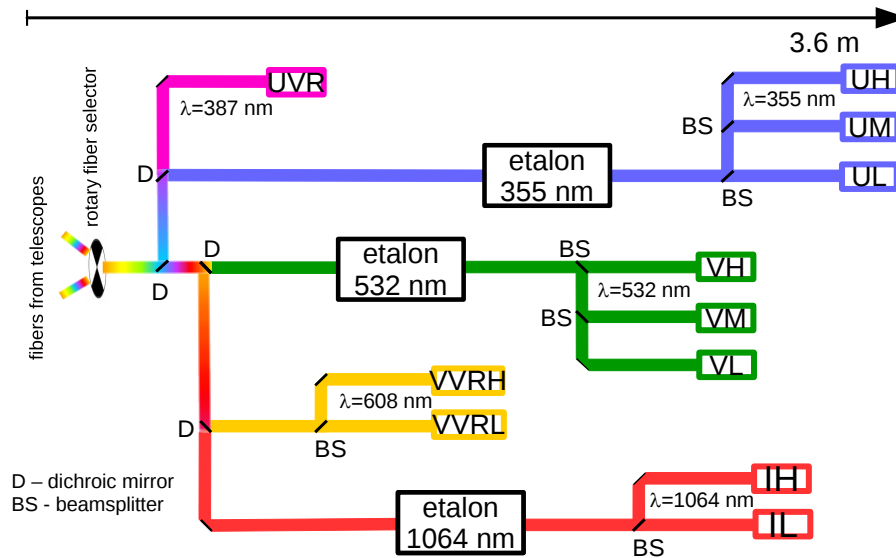 3.6 m
UVR
λ=387 nm
UH
λ=355 nm
BS
UM
D
etalon
355 nm
UL
BS
rotary fiber selector
fibers from telescopes
D
D
etalon
532 nm
BS
VH
λ=532 nm
BS
VM
VL
VVRH
λ=608 nm
D
VVRL
BS
D – dichroic mirror
BS - beamsplitter
etalon
1064 nm
IH
λ=1064 nm
IL
BS